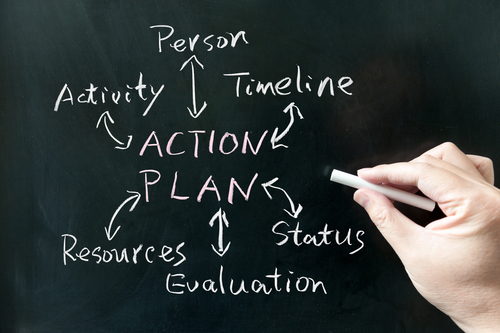 Person
Activity
Timeline
ACTION
PLAN
Resources
Status
Evaluation